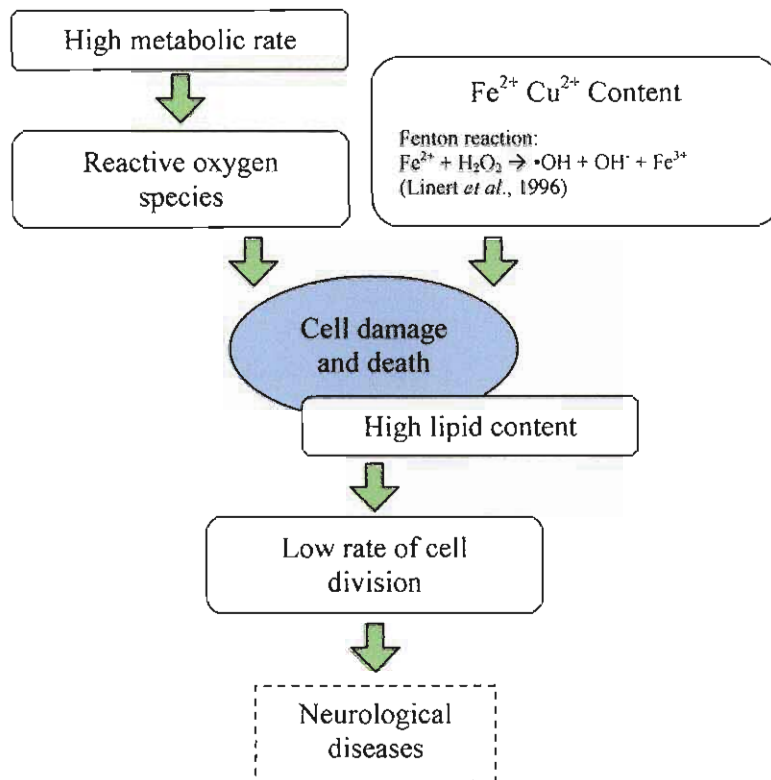 High metabolic rate
Reactive oxygen
species
Fe²⁺ Cu²⁺ Content
Fenton reaction:
Fe²⁺ + H₂O₂ → •OH + OH⁻ + Fe³⁺
(Linert et al., 1996)
Cell damage
and death
High lipid content
Low rate of cell
division
Neurological
diseases